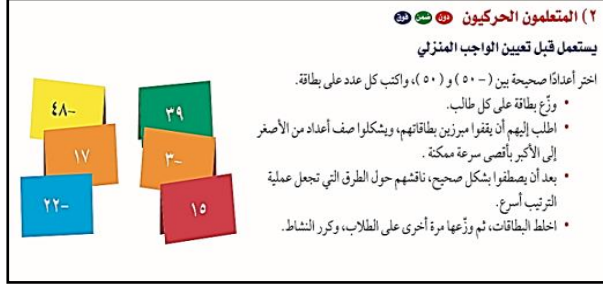 ٢) المتعلمون الحركيون دون ضمن فوق
يستعمل قبل تعيين الواجب المنزلي
اختر أعدادًا صحيحة بين (-٥٠) و (٥٠)، واكتب كل عدد على بطاقة.
• وزّع بطاقة على كل طالب.
• اطلب إليهم أن يقفوا مبرزين بطاقاتهم، ويشكلوا صف أعداد من الأصغر
إلى الأكبر بأقصى سرعة ممكنة.
• بعد أن يصطفوا بشكل صحيح، ناقشهم حول الطرق التي تجعل عملية
الترتيب أسرع.
• اخلط البطاقات، ثم وزّعها مرة أخرى على الطلاب، وكرر النشاط.
٣٩
-٤٨
-٣
١٧
١٥
-٢٢